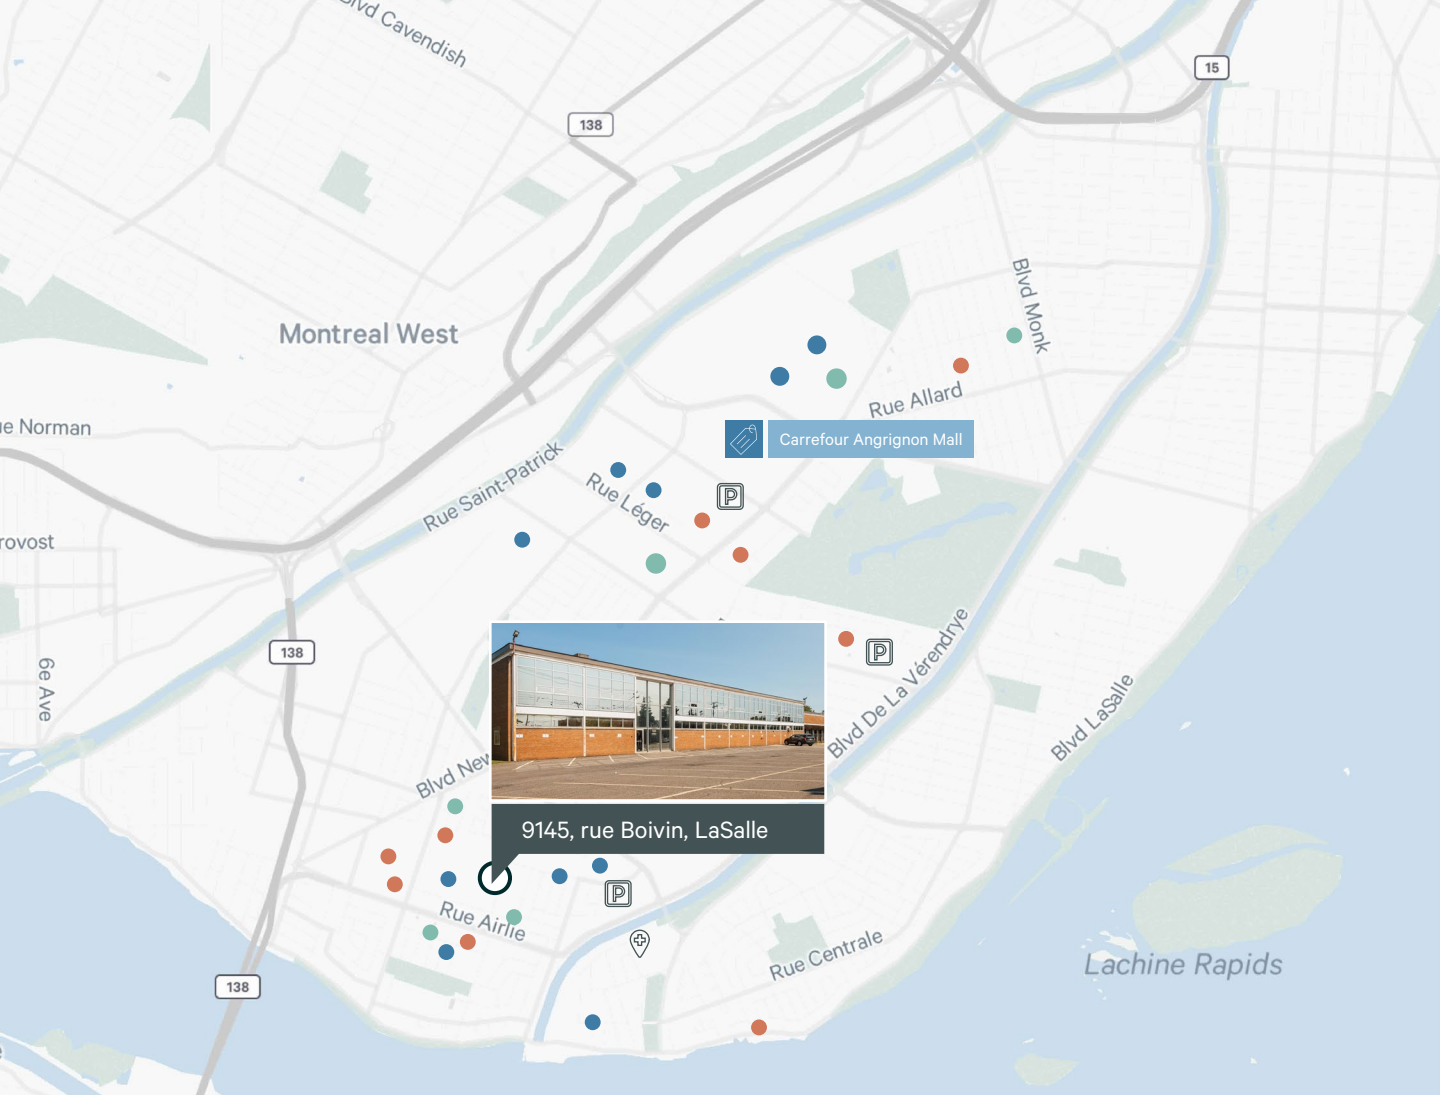 Blvd Cavendish
15
138
Blvd Monk
Montreal West
Rue Allard
ue Norman
Carrefour Angrignon Mall
Rue Saint-Patrick
Rue Léger
P
rovost
138
P
6e Ave
Blvd De La Vérendrye
Blvd LaSalle
Blvd New
9145, rue Boivin, LaSalle
P
Rue Airlie
Rue Centrale
Lachine Rapids
138